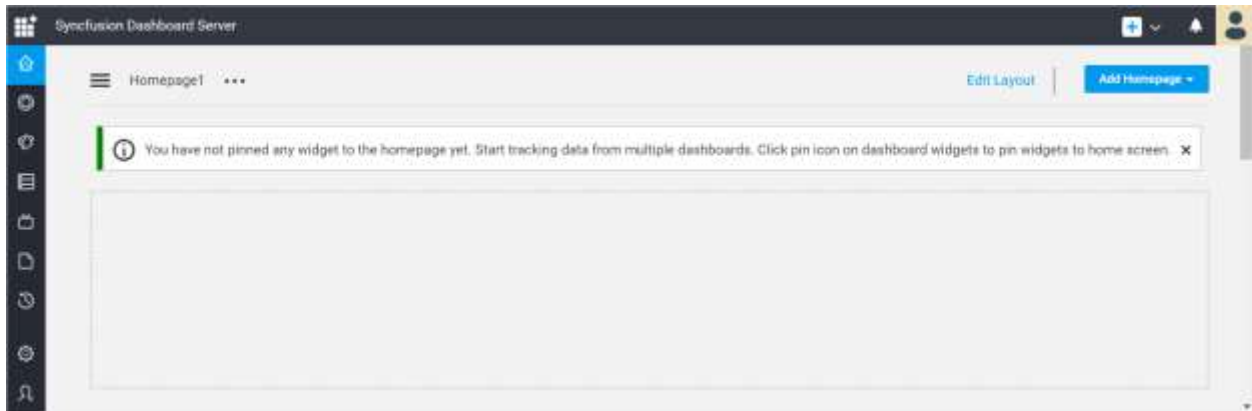 Syncfusion Dashboard Server
Homepage1
Edit Layout
Add Homepage
You have not pinned any widget to the homepage yet. Start tracking data from multiple dashboards. Click pin icon on dashboard widgets to pin widgets to home screen.